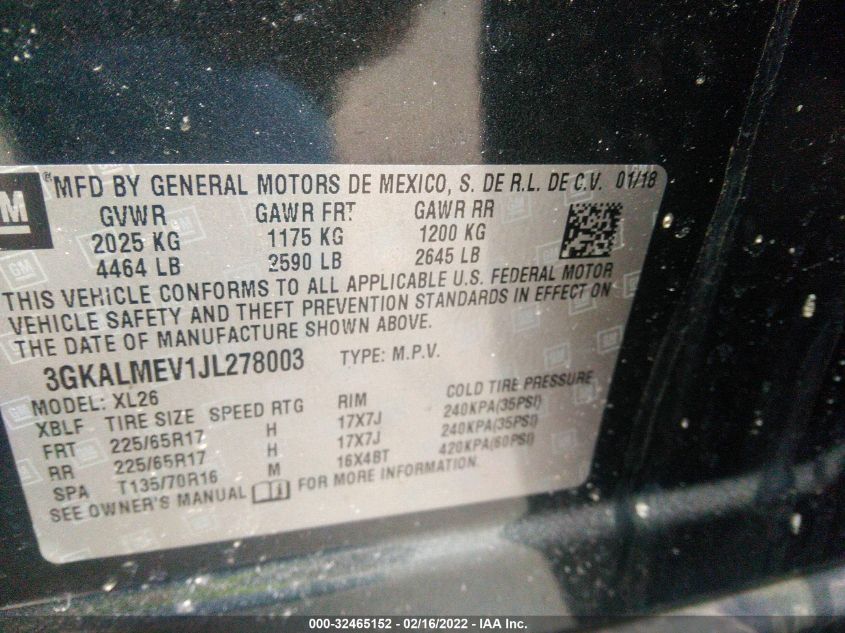 GM
®MFD BY GENERAL MOTORS DE MEXICO, S. DE R.L. DE C.V. 01/18
GVWR GAWR FRT GAWR RR
2025 KG 1175 KG 1200 KG
4464 LB 2590 LB 2645 LB
THIS VEHICLE CONFORMS TO ALL APPLICABLE U.S. FEDERAL MOTOR
VEHICLE SAFETY AND THEFT PREVENTION STANDARDS IN EFFECT ON
THE DATE OF MANUFACTURE SHOWN ABOVE.
3GKALMEV1JL278003 TYPE: M.P.V.
MODEL: XL26
XBLF TIRE SIZE SPEED RTG RIM COLD TIRE PRESSURE
FRT 225/65R17 H 17X7J 240KPA(35PSI)
RR 225/65R17 H 17X7J 240KPA(35PSI)
SPA T135/70R16 M 16X4BT 420KPA(60PSI)
SEE OWNER'S MANUAL FOR MORE INFORMATION.
000-32465152 - 02/16/2022 - IAA Inc.